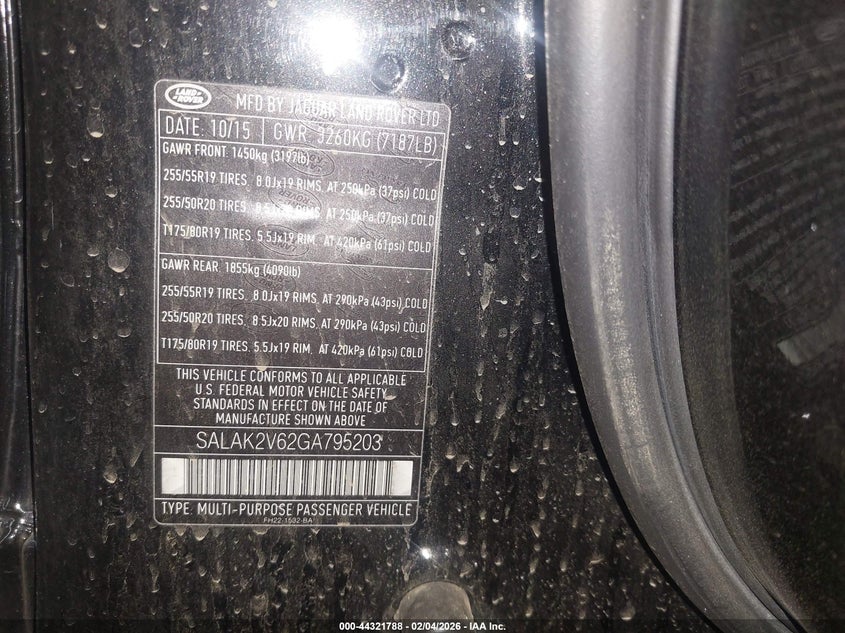 LAND ROVER
MFD BY JAGUAR LAND ROVER LTD
DATE: 10/15 GWR: 3260KG (7187LB)
GAWR FRONT: 1450kg (3197lb)
255/55R19 TIRES. 8.0Jx19 RIMS. AT 250kPa (37psi) COLD
255/50R20 TIRES. 8.5Jx20 RIMS. AT 250kPa (37psi) COLD
T175/80R19 TIRES. 5.5Jx19 RIM. AT 420kPa (61psi) COLD
GAWR REAR: 1855kg (4090lb)
255/55R19 TIRES. 8.0Jx19 RIMS. AT 290kPa (43psi) COLD
255/50R20 TIRES. 8.5Jx20 RIMS. AT 290kPa (43psi) COLD
T175/80R19 TIRES. 5.5Jx19 RIM. AT 420kPa (61psi) COLD
THIS VEHICLE CONFORMS TO ALL APPLICABLE
U.S. FEDERAL MOTOR VEHICLE SAFETY
STANDARDS IN EFFECT ON THE DATE OF
MANUFACTURE SHOWN ABOVE
SALAK2V62GA795203
TYPE: MULTI-PURPOSE PASSENGER VEHICLE
FH22-1532-BA
000-44321788 - 02/04/2026 - IAA Inc.